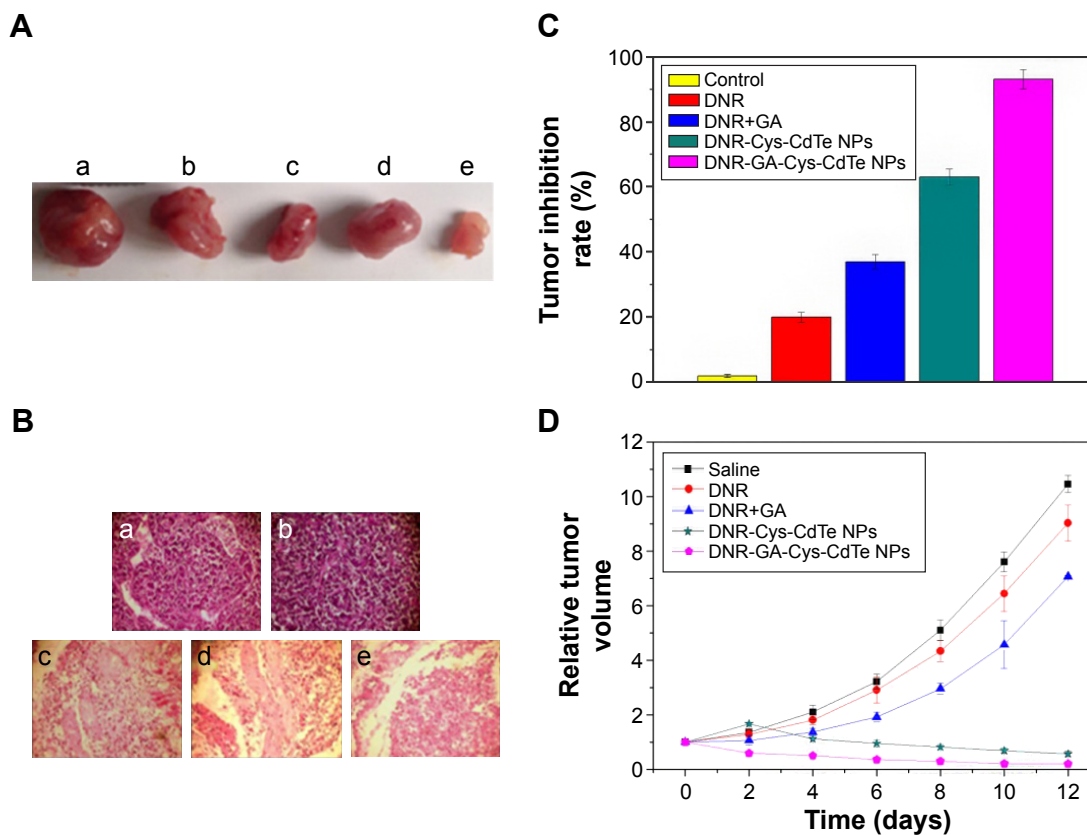 A
a b c d e
B
a b
c d e
C
Tumor inhibition
rate (%)
100
80
60
40
20
0
Control
DNR
DNR+GA
DNR-Cys-CdTe NPs
DNR-GA-Cys-CdTe NPs
D
Relative tumor
volume
12
10
8
6
4
2
0
Saline
DNR
DNR+GA
DNR-Cys-CdTe NPs
DNR-GA-Cys-CdTe NPs
0 2 4 6 8 10 12
Time (days)